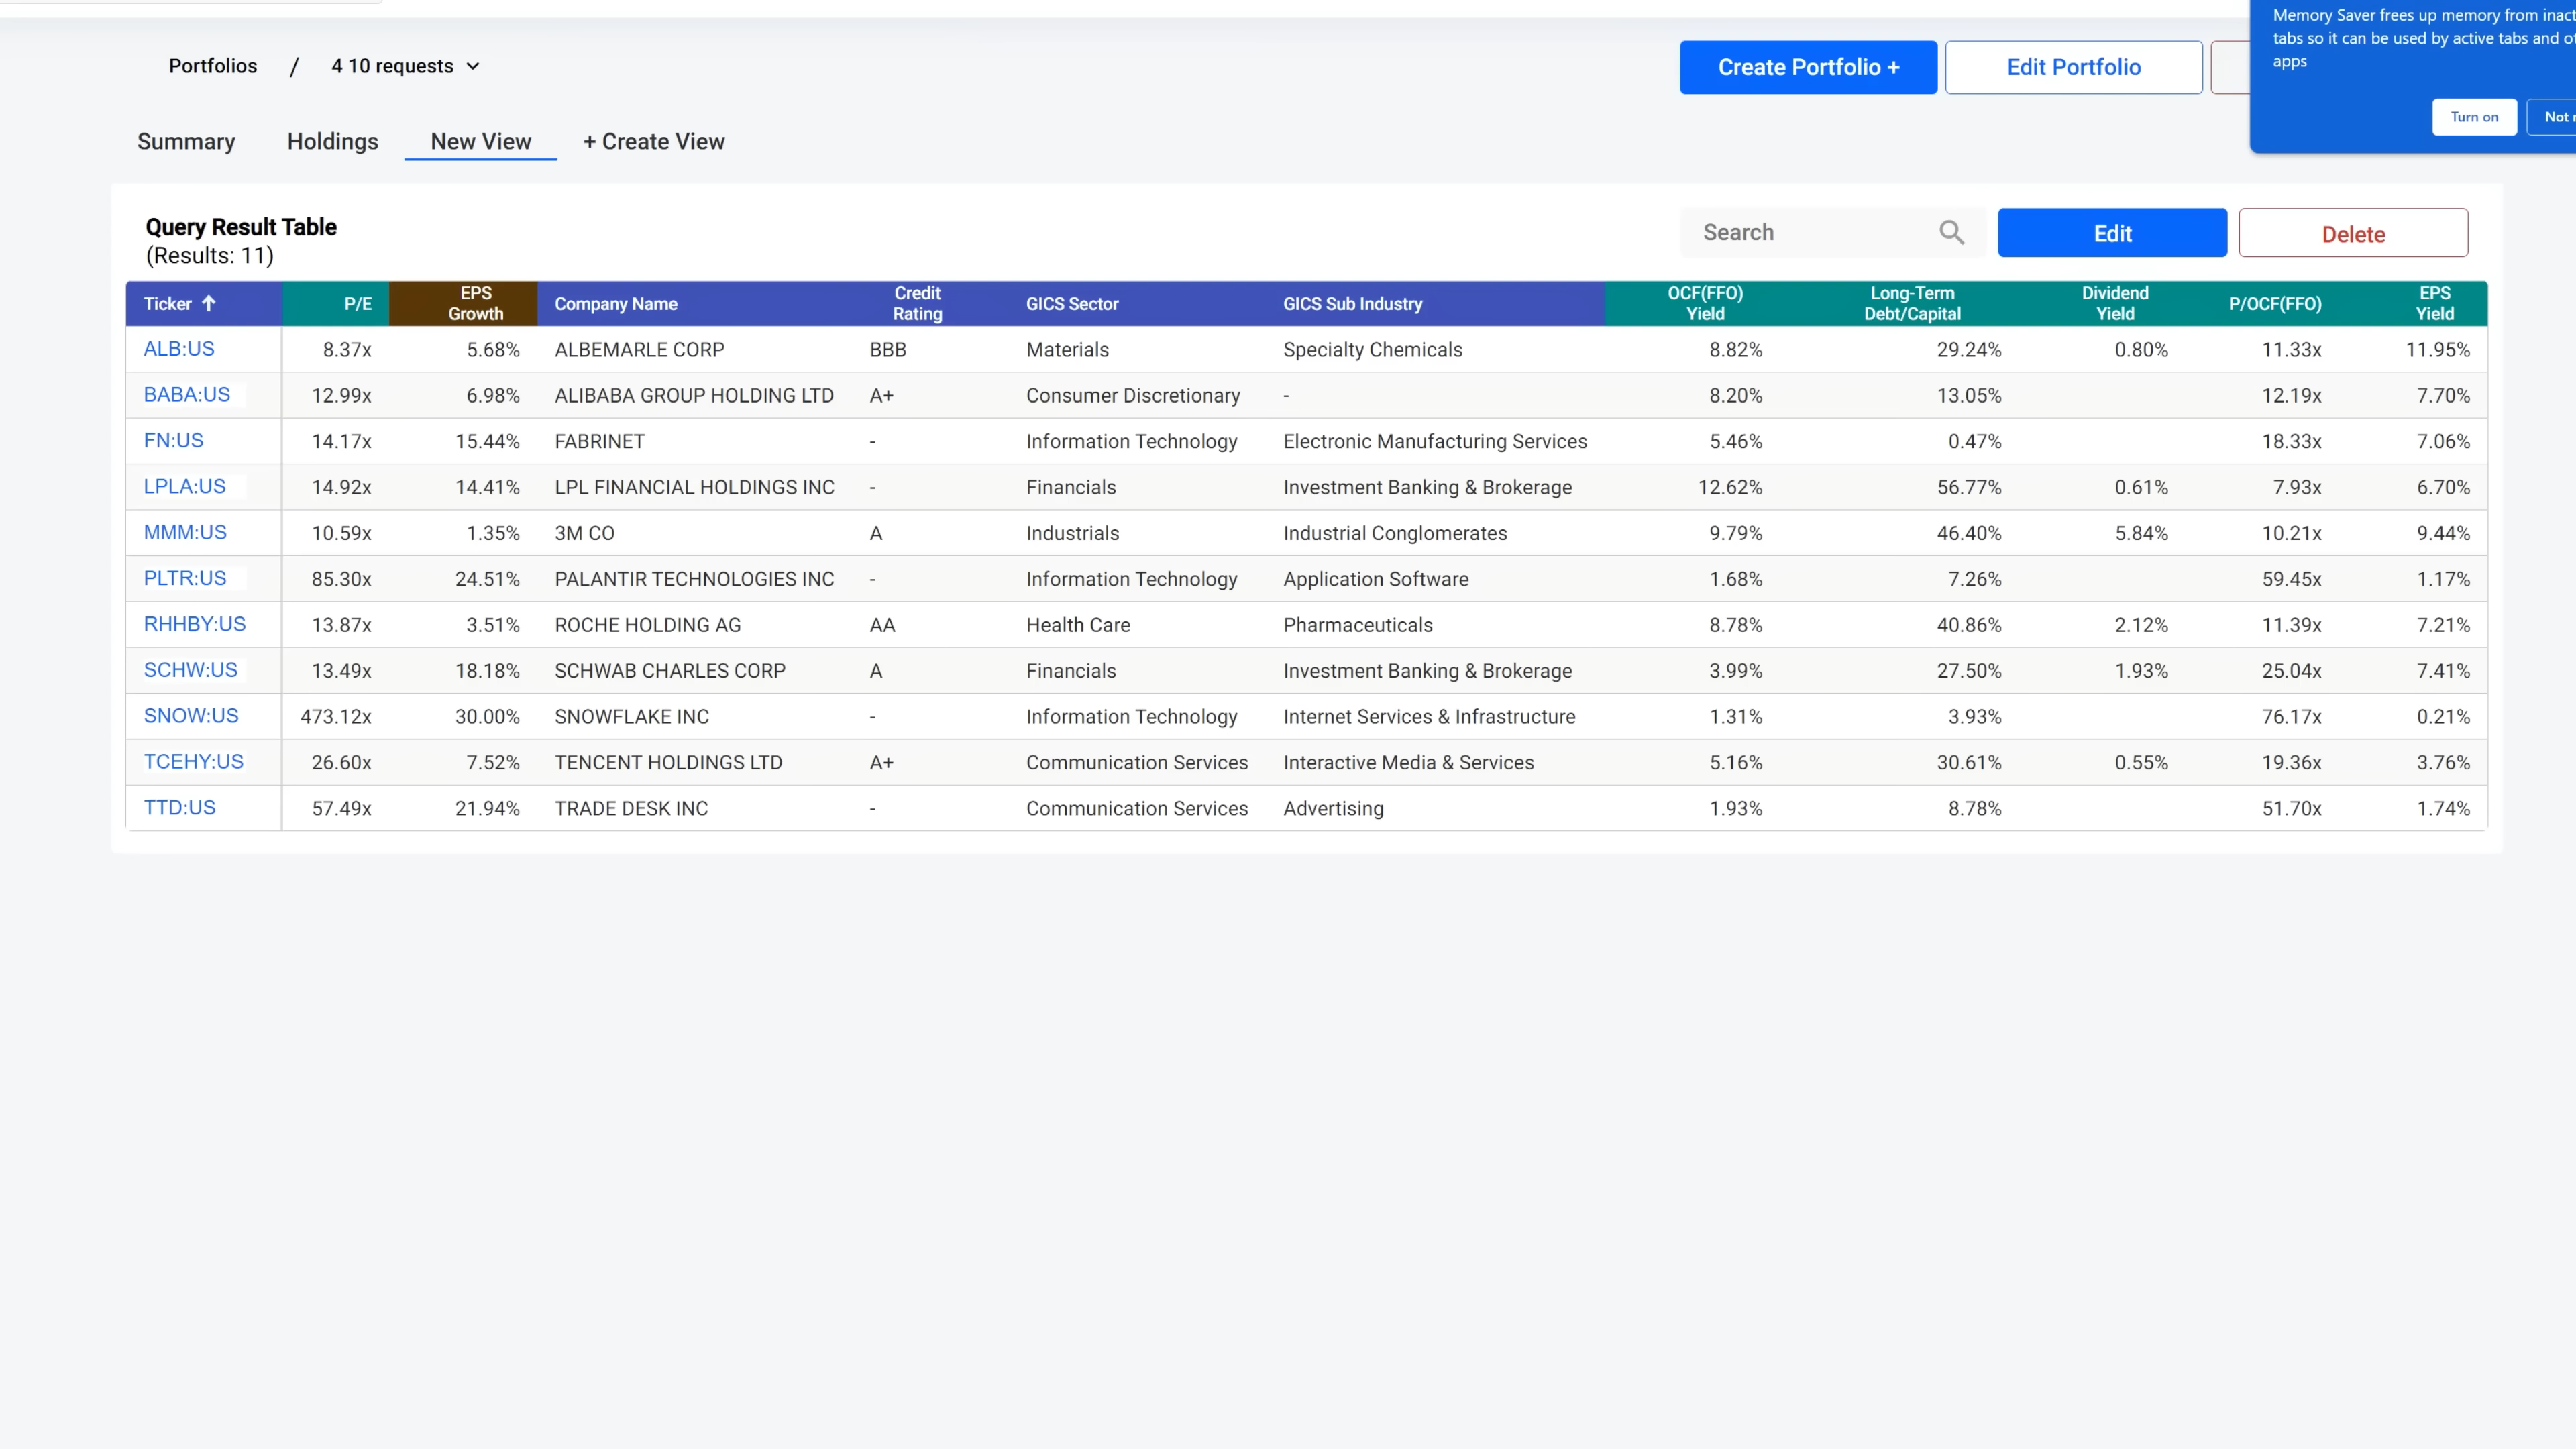 Memory Saver frees up memory from
tabs so it can be used by active tabs and
apps
Turn on
Not
Portfolios / 4 10 requests
Create Portfolio +
Edit Portfolio
Summary Holdings New View + Create View
Query Result Table
(Results: 11)
Search
Edit
Delete
Ticker P/E EPS Growth Company Name Credit Rating GICS Sector GICS Sub Industry OCF(FFO) Yield Long-Term Debt/Capital Dividend Yield P/OCF(FFO) EPS Yield
ALB:US 8.37x 5.68% ALBEMARLE CORP BBB Materials Specialty Chemicals 8.82% 29.24% 0.80% 11.33x 11.95%
BABA:US 12.99x 6.98% ALIBABA GROUP HOLDING LTD A+ Consumer Discretionary - 8.20% 13.05% 12.19x 7.70%
FN:US 14.17x 15.44% FABRINET - Information Technology Electronic Manufacturing Services 5.46% 0.47% 18.33x 7.06%
LPLA:US 14.92x 14.41% LPL FINANCIAL HOLDINGS INC - Financials Investment Banking & Brokerage 12.62% 56.77% 0.61% 7.93x 6.70%
MMM:US 10.59x 1.35% 3M CO A Industrials Industrial Conglomerates 9.79% 46.40% 5.84% 10.21x 9.44%
PLTR:US 85.30x 24.51% PALANTIR TECHNOLOGIES INC - Information Technology Application Software 1.68% 7.26% 59.45x 1.17%
RHHBY:US 13.87x 3.51% ROCHE HOLDING AG AA Health Care Pharmaceuticals 8.78% 40.86% 2.12% 11.39x 7.21%
SCHW:US 13.49x 18.18% SCHWAB CHARLES CORP A Financials Investment Banking & Brokerage 3.99% 27.50% 1.93% 25.04x 7.41%
SNOW:US 473.12x 30.00% SNOWFLAKE INC - Information Technology Internet Services & Infrastructure 1.31% 3.93% 76.17x 0.21%
TCEHY:US 26.60x 7.52% TENCENT HOLDINGS LTD A+ Communication Services Interactive Media & Services 5.16% 30.61% 0.55% 19.36x 3.76%
TTD:US 57.49x 21.94% TRADE DESK INC - Communication Services Advertising 1.93% 8.78% 51.70x 1.74%